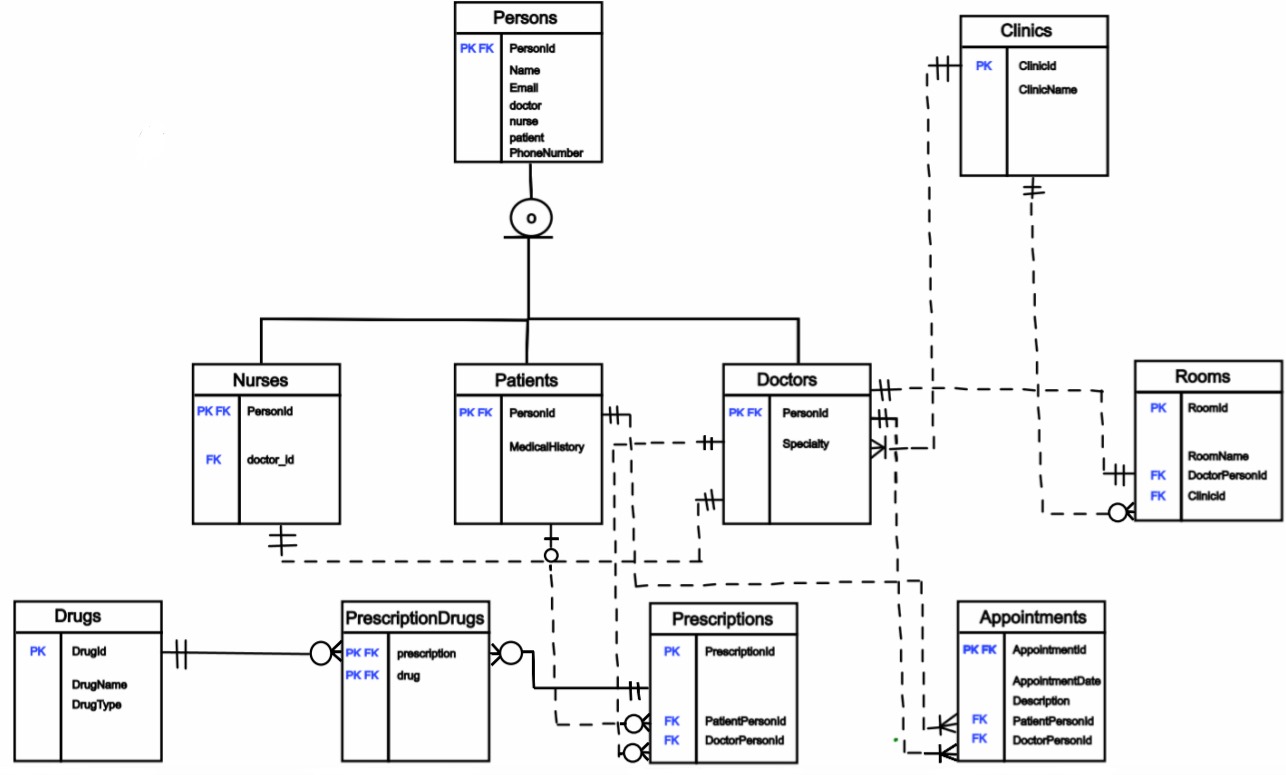 Persons
PK FK PersonId
Name
Email
doctor
nurse
patient
PhoneNumber
Clinics
PK ClinicId
ClinicName
o
Nurses
PK FK PersonId
FK doctor_id
Patients
PK FK PersonId
MedicalHistory
Doctors
PK FK PersonId
Specialty
Rooms
PK RoomId
RoomName
FK DoctorPersonId
FK ClinicId
Drugs
PK DrugId
DrugName
DrugType
PrescriptionDrugs
PK FK prescription
PK FK drug
Prescriptions
PK PrescriptionId
FK PatientPersonId
FK DoctorPersonId
Appointments
PK FK AppointmentId
AppointmentDate
Description
FK PatientPersonId
FK DoctorPersonId